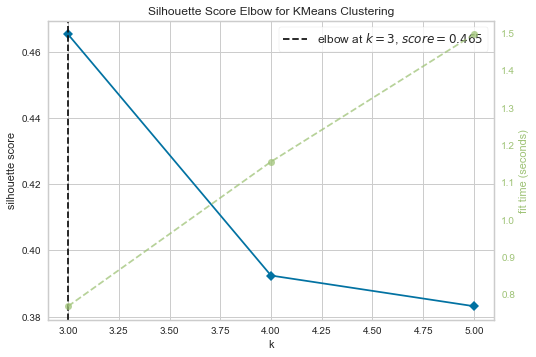 Silhouette Score Elbow for KMeans Clustering
elbow at k = 3, score = 0.465
silhouette score
0.46
0.44
0.42
0.40
0.38
1.5
1.4
1.3
1.2
1.1
1.0
0.9
0.8
fit time (seconds)
3.00 3.25 3.50 3.75 4.00 4.25 4.50 4.75 5.00
k